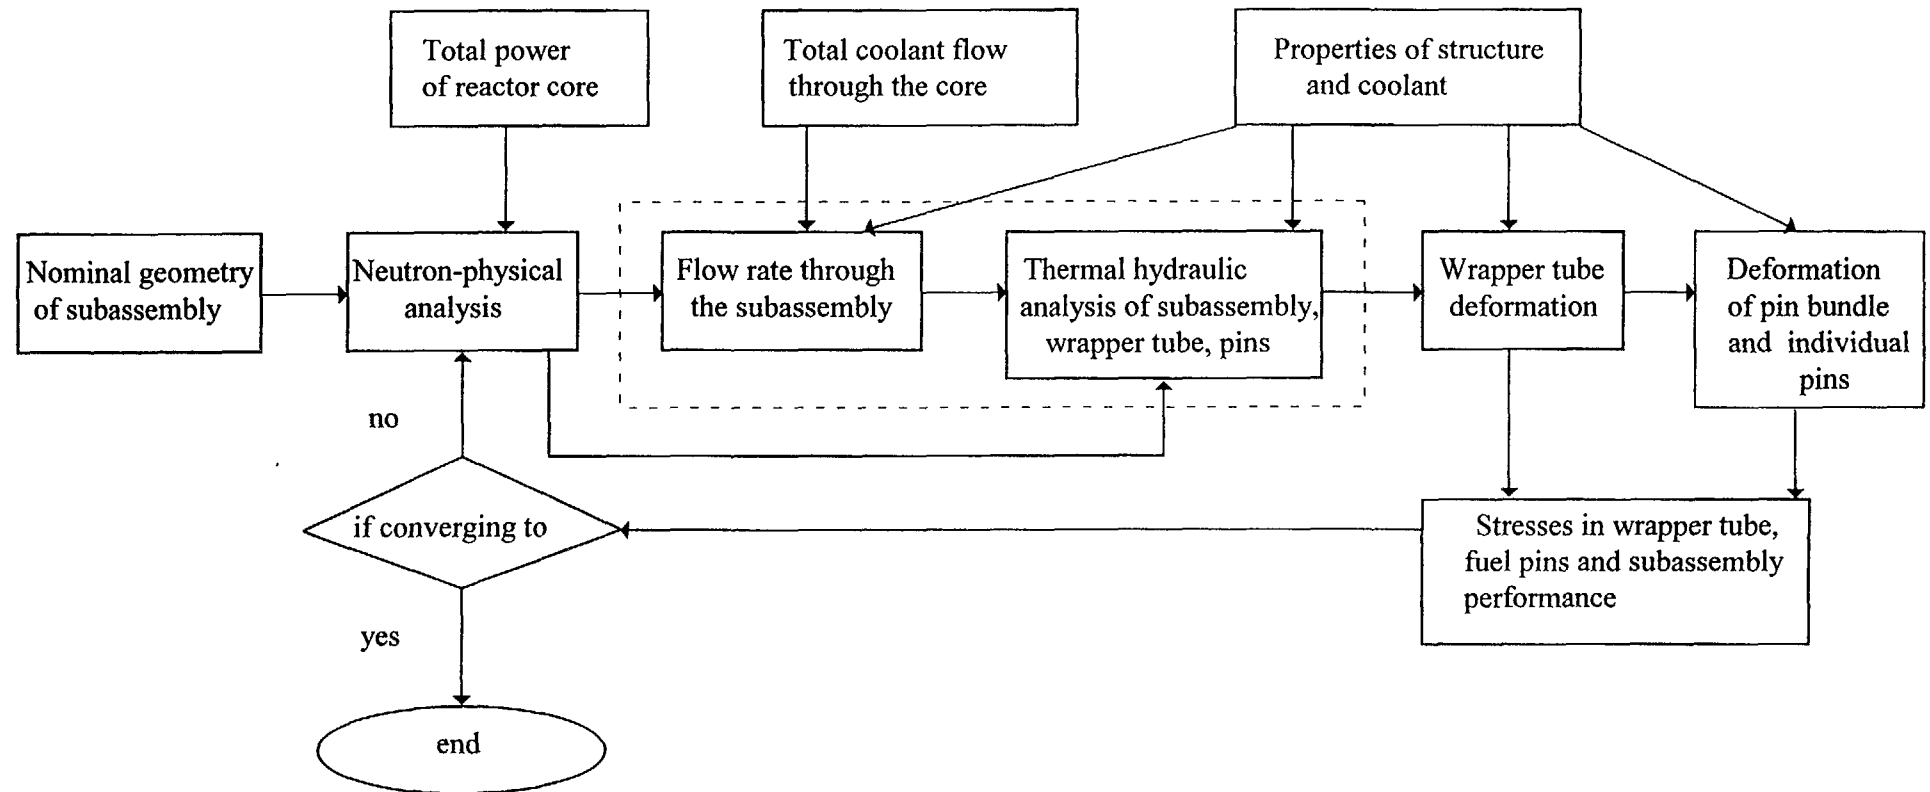 Total power
of reactor core
Total coolant flow
through the core
Properties of structure
and coolant
Nominal geometry
of subassembly
Neutron-physical
analysis
Flow rate through
the subassembly
Thermal hydraulic
analysis of subassembly,
wrapper tube, pins
Wrapper tube
deformation
Deformation
of pin bundle
and individual
pins
no
if converging to
Stresses in wrapper tube,
fuel pins and subassembly
performance
yes
end